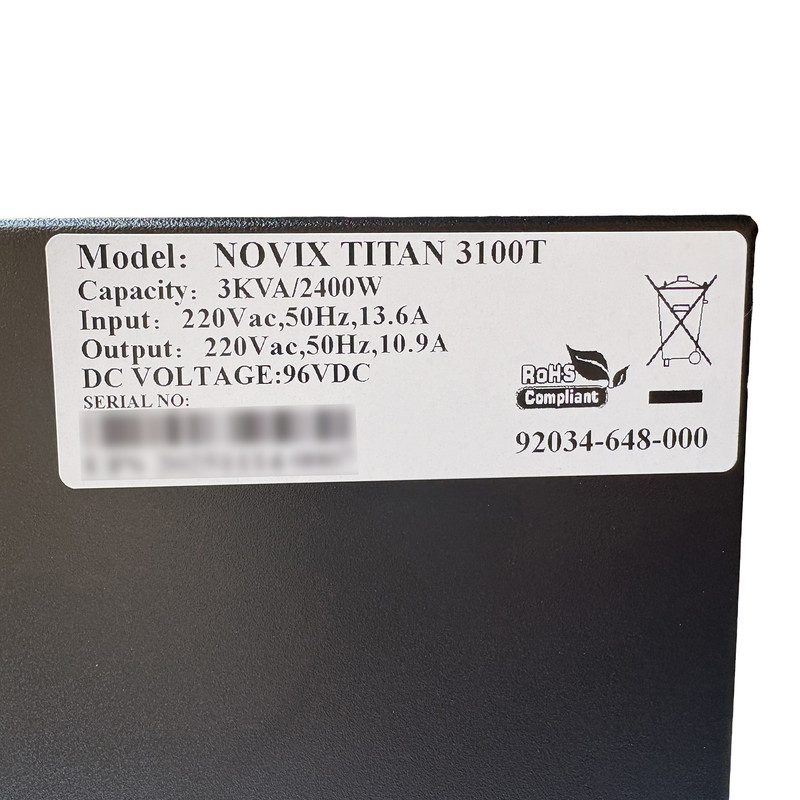 Model: NOVIX TITAN 3100T
Capacity: 3KVA/2400W
Input: 220Vac,50Hz,13.6A
Output: 220Vac,50Hz,10.9A
DC VOLTAGE:96VDC
SERIAL NO:
RoHS
Compliant
92034-648-000